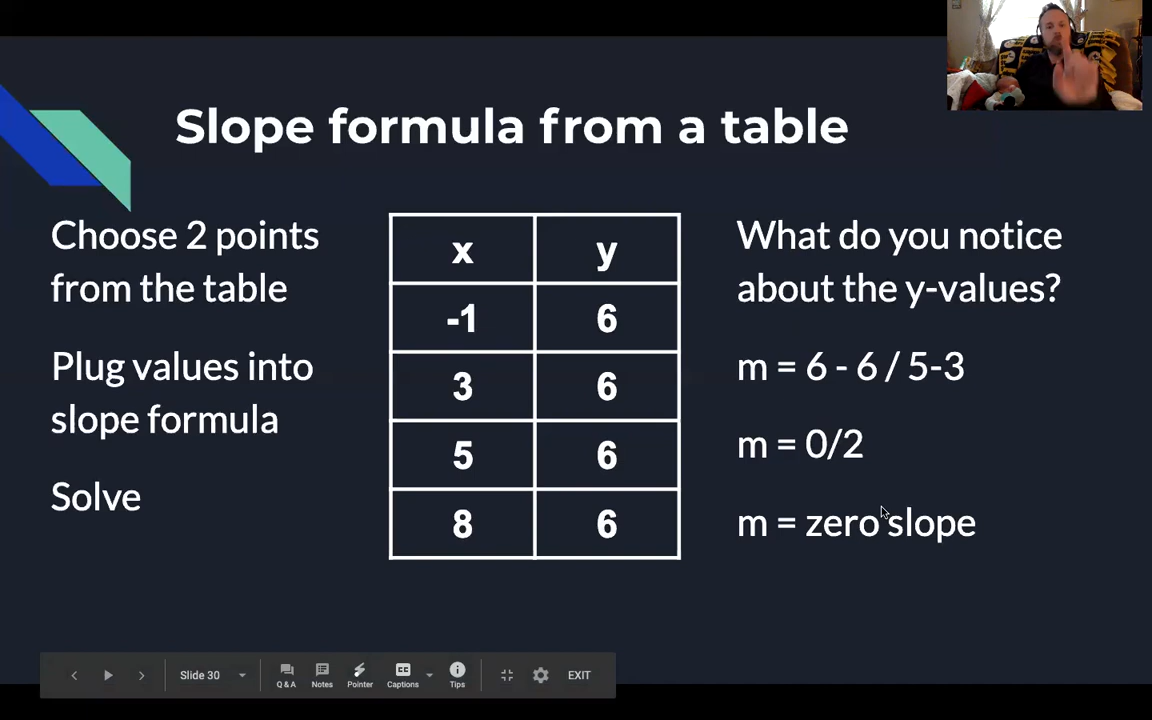 Slope formula from a table
Choose 2 points
from the table
Plug values into
slope formula
Solve
x y
-1 6
3 6
5 6
8 6
What do you notice
about the y-values?
m = 6 - 6 / 5-3
m = 0/2
m = zero slope
Slide 30
Q & A
Notes
Pointer
CC
Captions
Tips
EXIT